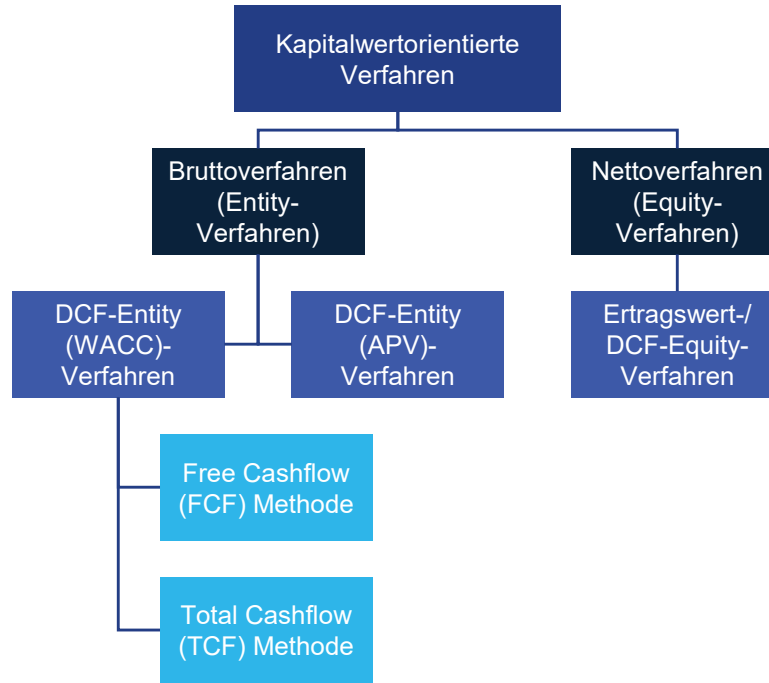 Kapitalwertorientierte
Verfahren
Bruttoverfahren
(Entity-
Verfahren)
Nettoverfahren
(Equity-
Verfahren)
DCF-Entity
(WACC)-
Verfahren
DCF-Entity
(APV)-
Verfahren
Ertragswert-/
DCF-Equity-
Verfahren
Free Cashflow
(FCF) Methode
Total Cashflow
(TCF) Methode